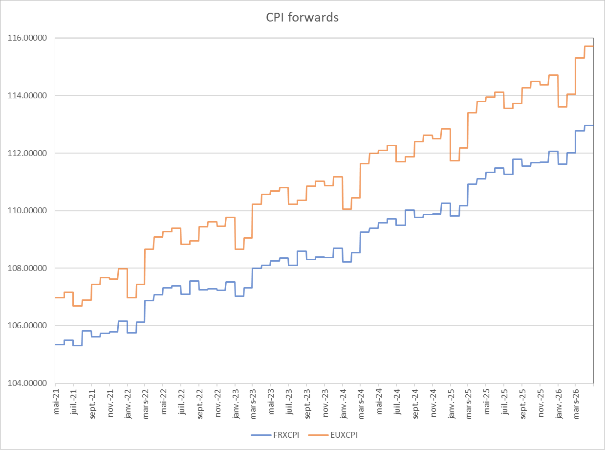 CPI forwards
116.00000
114.00000
112.00000
110.00000
108.00000
106.00000
104.00000
mai-21
juil.-21
sept.-21
nov.-21
janv.-22
mars-22
mai-22
juil.-22
sept.-22
nov.-22
janv.-23
mars-23
mai-23
juil.-23
sept.-23
nov.-23
janv.-24
mars-24
mai-24
juil.-24
sept.-24
nov.-24
janv.-25
mars-25
mai-25
juil.-25
sept.-25
nov.-25
janv.-26
mars-26
FRXCPI EUXCPI